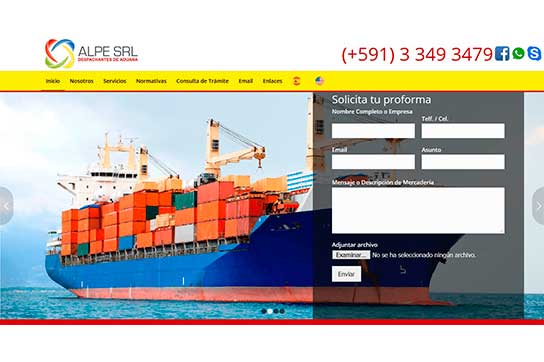 ALPE SRL
DESPACHANTES DE ADUANA
(+591) 3 349 3479
Inicio Nosotros Servicios Normativas Consulta de Trámite Email Enlaces
Solicita tu proforma
Nombre Completo o Empresa
Telf. / Cel.
Email
Asunto
Mensaje o Descripción de Mercadería
Adjuntar archivo
Examinar... No se ha seleccionado ningún archivo.
Enviar